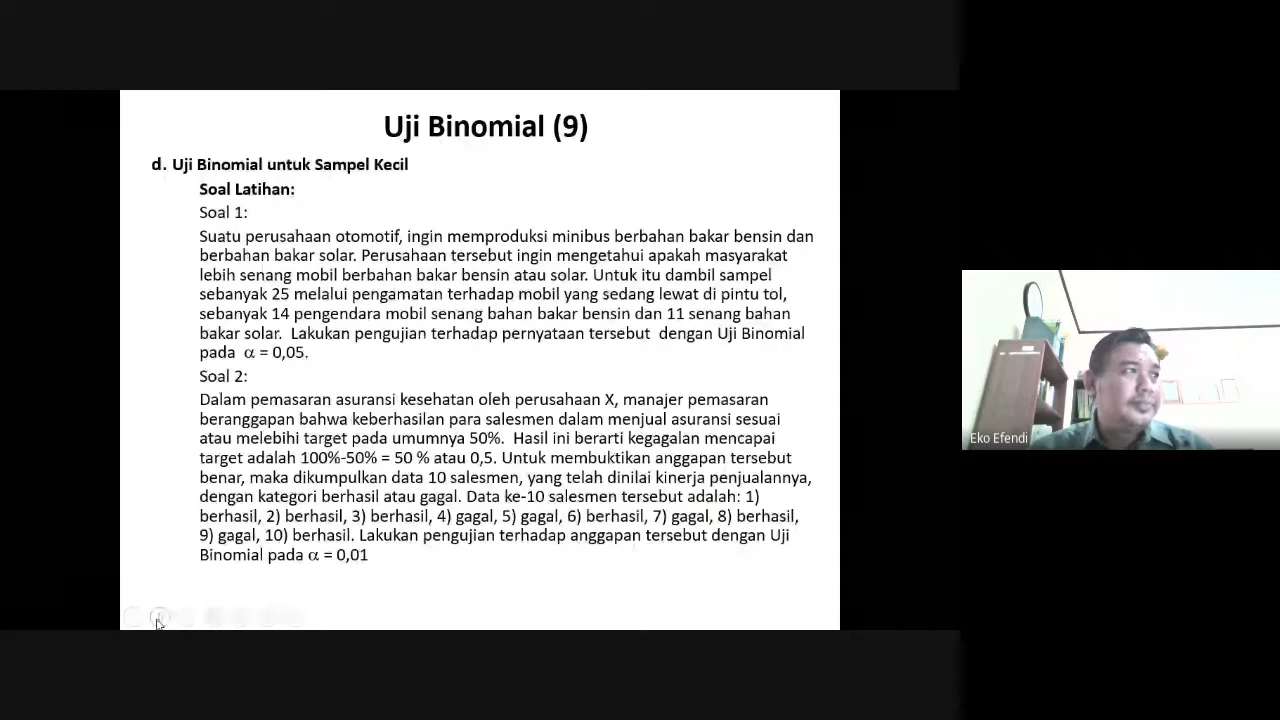 Uji Binomial (9)
d. Uji Binomial untuk Sampel Kecil
Soal Latihan:
Soal 1:
Suatu perusahaan otomotif, ingin memproduksi minibus berbahan bakar bensin dan
berbahan bakar solar. Perusahaan tersebut ingin mengetahui apakah masyarakat
lebih senang mobil berbahan bakar bensin atau solar. Untuk itu dambil sampel
sebanyak 25 melalui pengamatan terhadap mobil yang sedang lewat di pintu tol,
sebanyak 14 pengendara mobil senang bahan bakar bensin dan 11 senang bahan
bakar solar. Lakukan pengujian terhadap pernyataan tersebut dengan Uji Binomial
pada α = 0,05.
Soal 2:
Dalam pemasaran asuransi kesehatan oleh perusahaan X, manajer pemasaran
beranggapan bahwa keberhasilan para salesmen dalam menjual asuransi sesuai
atau melebihi target pada umumnya 50%. Hasil ini berarti kegagalan mencapai
target adalah 100%-50% = 50 % atau 0,5. Untuk membuktikan anggapan tersebut
benar, maka dikumpulkan data 10 salesmen, yang telah dinilai kinerja penjualannya,
dengan kategori berhasil atau gagal. Data ke-10 salesmen tersebut adalah: 1)
berhasil, 2) berhasil, 3) berhasil, 4) gagal, 5) gagal, 6) berhasil, 7) gagal, 8) berhasil,
9) gagal, 10) berhasil. Lakukan pengujian terhadap anggapan tersebut dengan Uji
Binomial pada α = 0,01
Eko Efendi